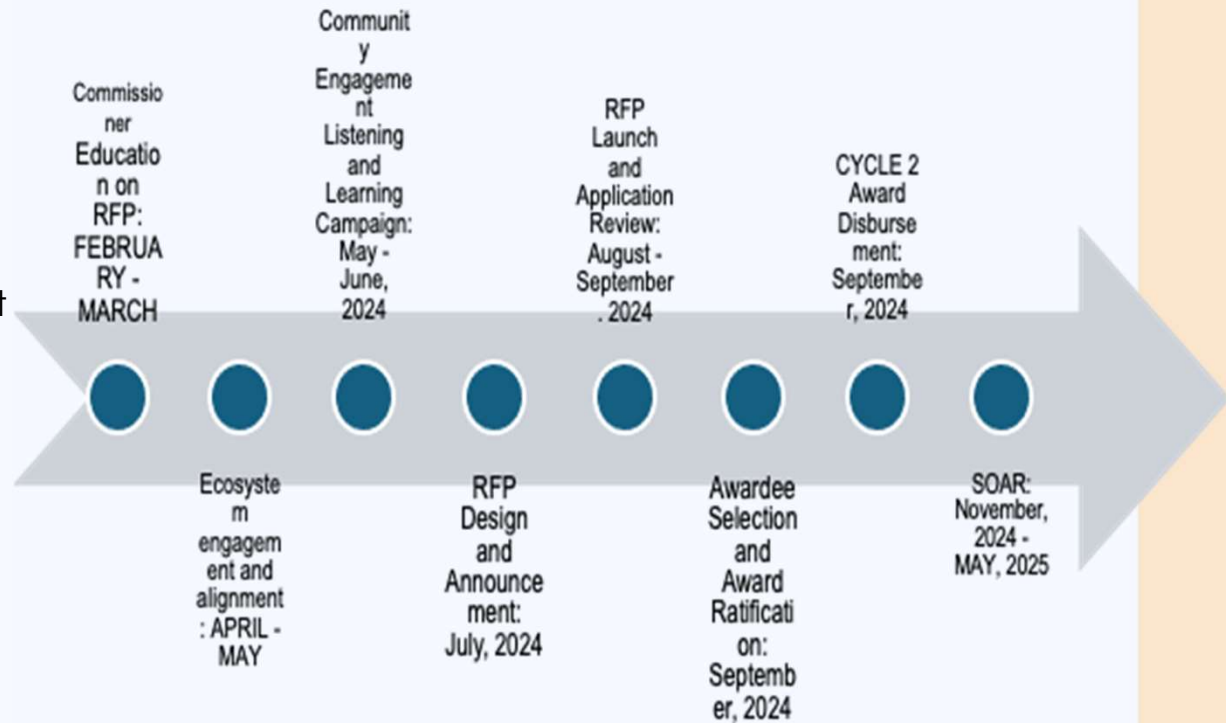 Commissio
ner
Educatio
n on
RFP:
FEBRUA
RY -
MARCH
Ecosyste
m
engagem
ent and
alignment
: APRIL -
MAY
Communit
y
Engageme
nt
Listening
and
Learning
Campaign:
May -
June,
2024
RFP
Design
and
Announce
ment:
July, 2024
RFP
Launch
and
Application
Review:
August -
September
. 2024
Awardee
Selection
and
Award
Ratificati
on:
Septemb
er, 2024
CYCLE 2
Award
Disburse
ment:
Septembe
r, 2024
SOAR:
November,
2024 -
MAY, 2025